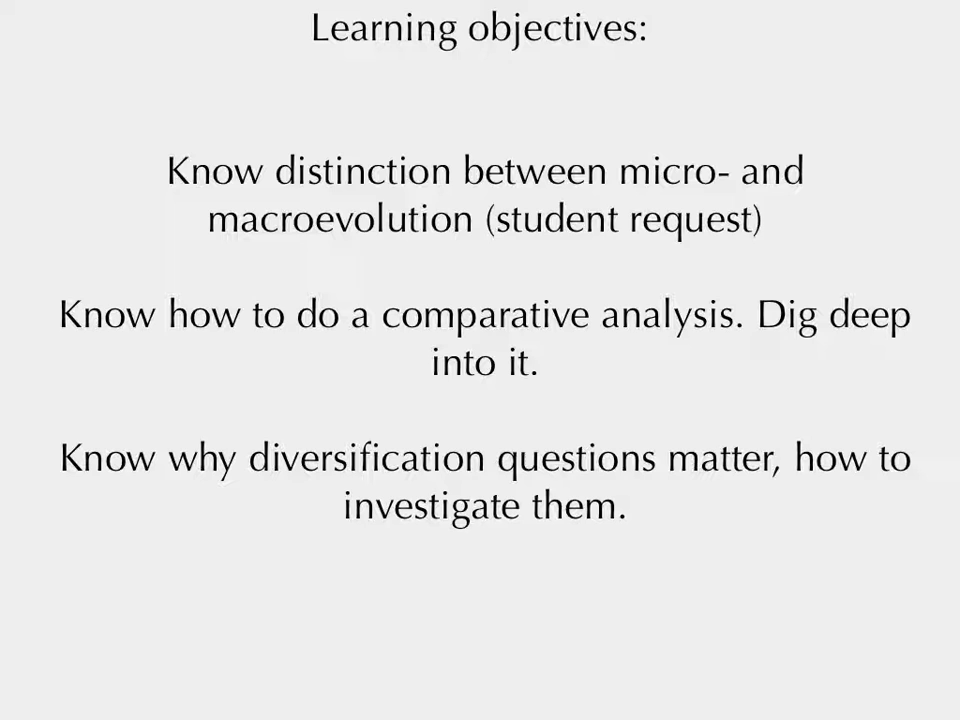 Learning objectives:
Know distinction between micro- and
macroevolution (student request)
Know how to do a comparative analysis. Dig deep
into it.
Know why diversification questions matter, how to
investigate them.